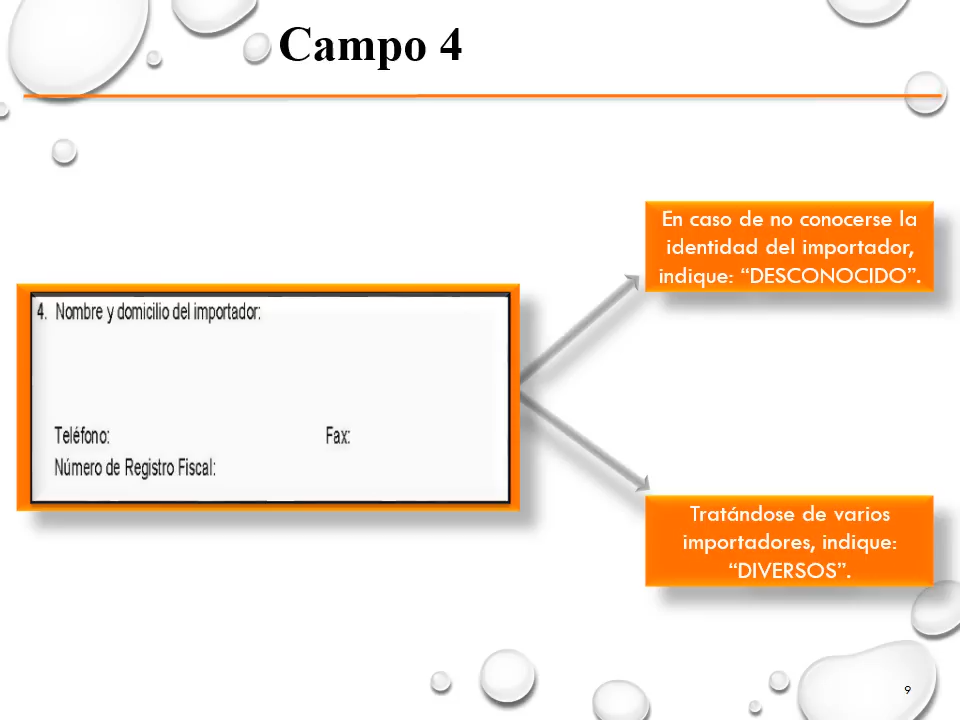 Campo 4
En caso de no conocerse la
identidad del importador,
indique: “DESCONOCIDO”.
4. Nombre y domicilio del importador:
Teléfono: Fax:
Número de Registro Fiscal:
Tratándose de varios
importadores, indique:
“DIVERSOS”.
9